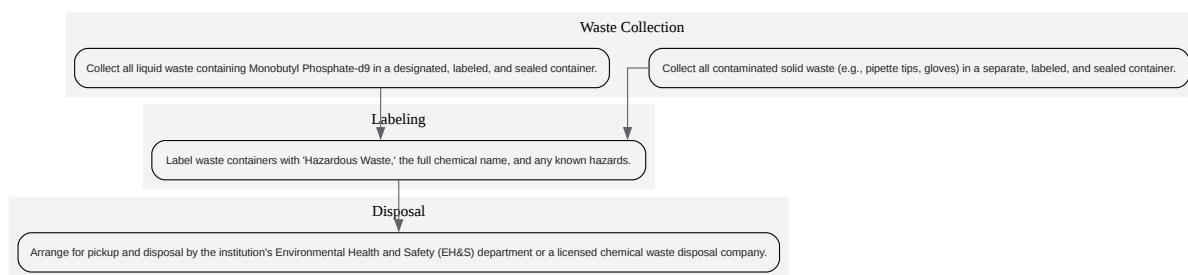 Waste Collection
Collect all liquid waste containing Monobutyl Phosphate-d9 in a designated, labeled, and sealed container.
Collect all contaminated solid waste (e.g., pipette tips, gloves) in a separate, labeled, and sealed container.
Labeling
Label waste containers with 'Hazardous Waste,' the full chemical name, and any known hazards.
Disposal
Arrange for pickup and disposal by the institution's Environmental Health and Safety (EH&S) department or a licensed chemical waste disposal company.